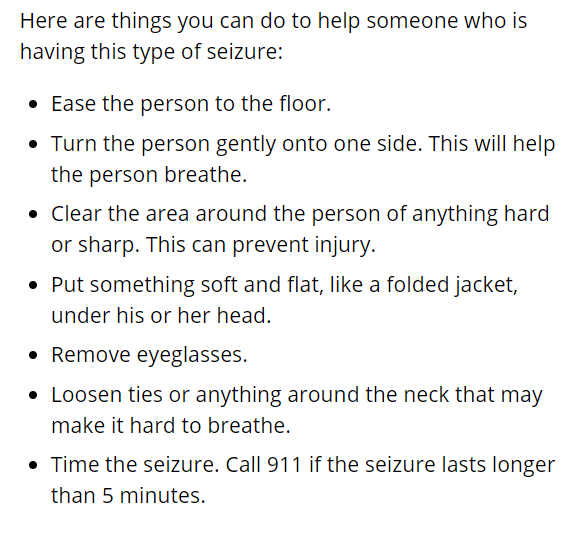 Here are things you can do to help someone who is
having this type of seizure:
• Ease the person to the floor.
• Turn the person gently onto one side. This will help
the person breathe.
• Clear the area around the person of anything hard
or sharp. This can prevent injury.
• Put something soft and flat, like a folded jacket,
under his or her head.
• Remove eyeglasses.
• Loosen ties or anything around the neck that may
make it hard to breathe.
• Time the seizure. Call 911 if the seizure lasts longer
than 5 minutes.